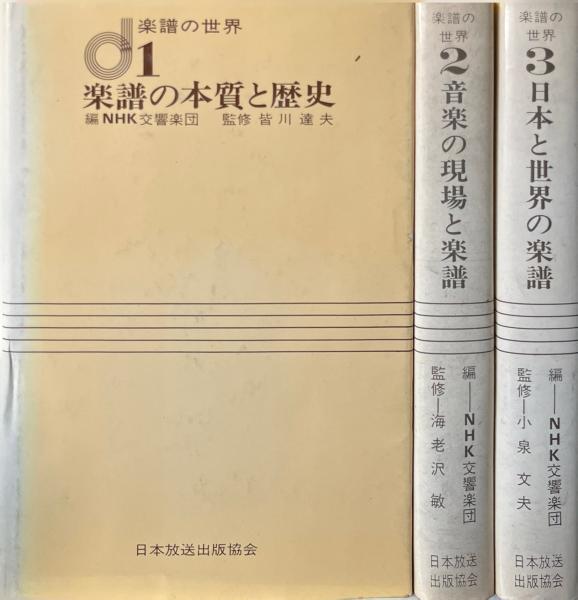 楽譜の世界
1
楽譜の本質と歴史
編 NHK交響楽団 監修 皆川達夫
日本放送出版協会
楽譜の
世界
2
音楽の現場と楽譜
編――NHK交響楽団
監修―海老沢 敏
日本放送
出版協会
楽譜の
世界
3
日本と世界の楽譜
編――NHK交響楽団
監修―小泉文夫
日本放送
出版協会